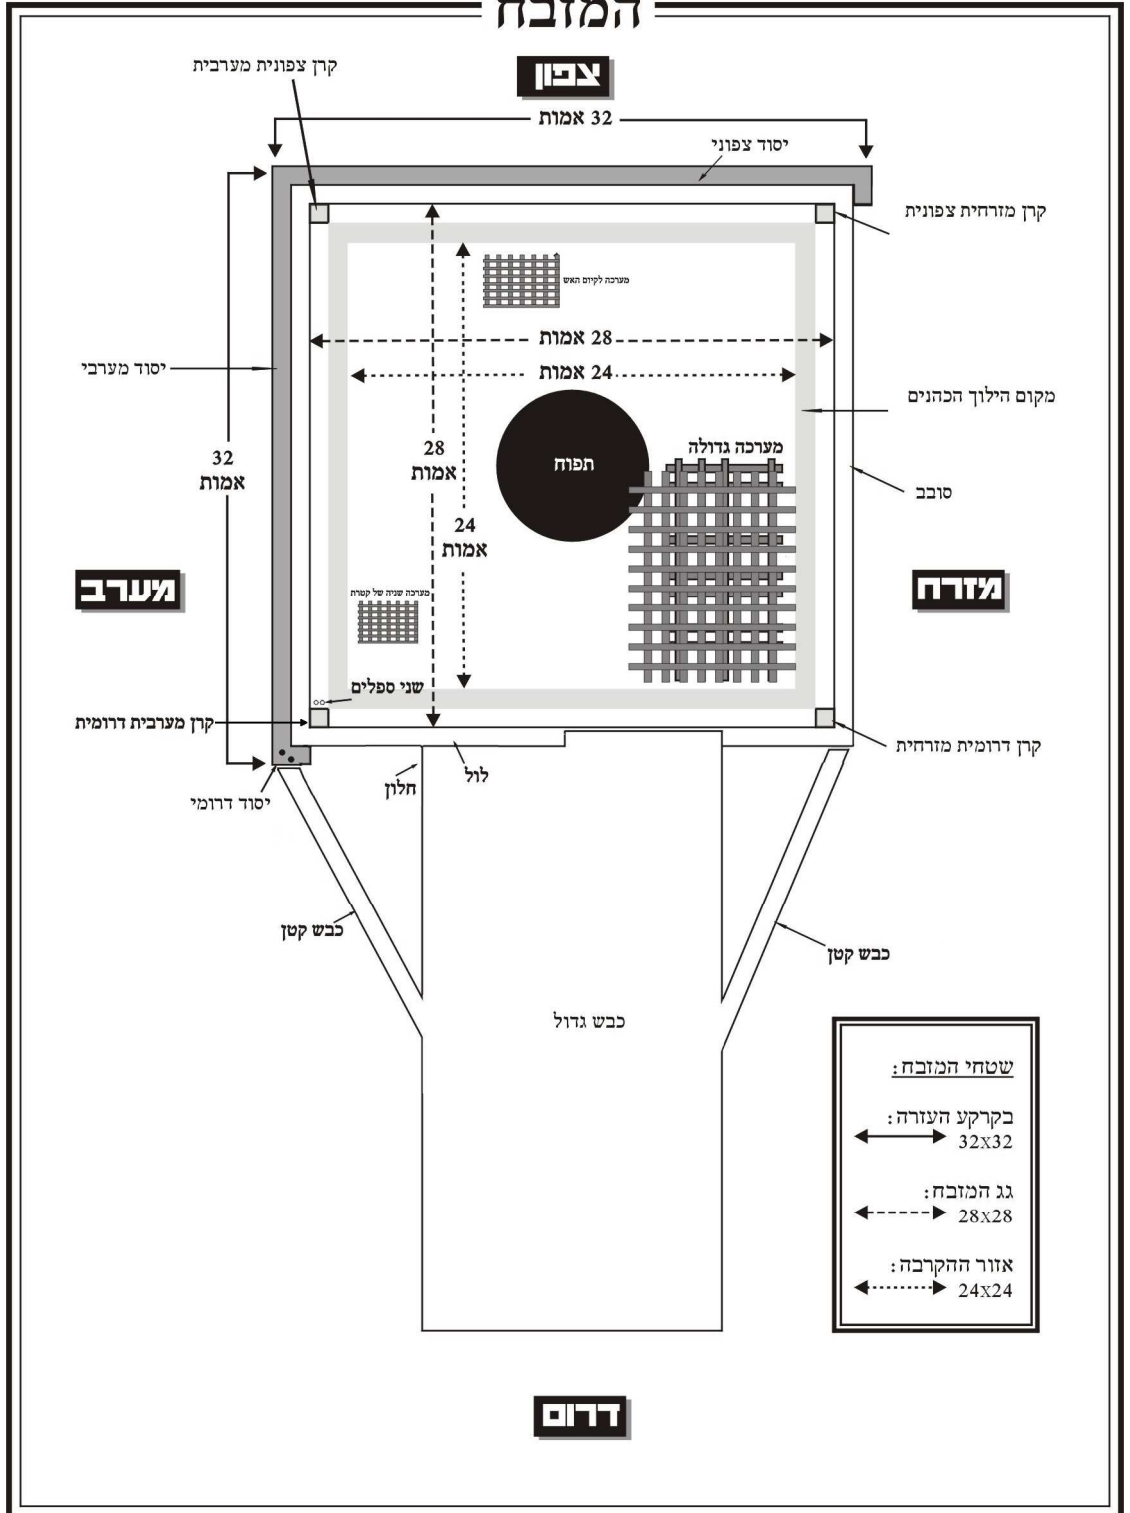 המזבח
צפון
קרן צפונית מערבית
32 אמות
יסוד צפוני
קרן מזרחית צפונית
מערכה לקיום האש
28 אמות
יסוד מערבי
24 אמות
מקום הילוך הכהנים
מערכה גדולה
28
אמות
תפוח
32
אמות
סובב
24
אמות
מערב
מזרח
מערכה שניה של קטרת
שני ספלים
קרן מערבית דרומית
קרן דרומית מזרחית
לול
חלון
יסוד דרומי
כבש קטן
כבש קטן
כבש גדול
שטחי המזבח:
בקרקע העזרה:
32X32
גג המזבח:
28X28
אזור ההקרבה:
24X24
דרום